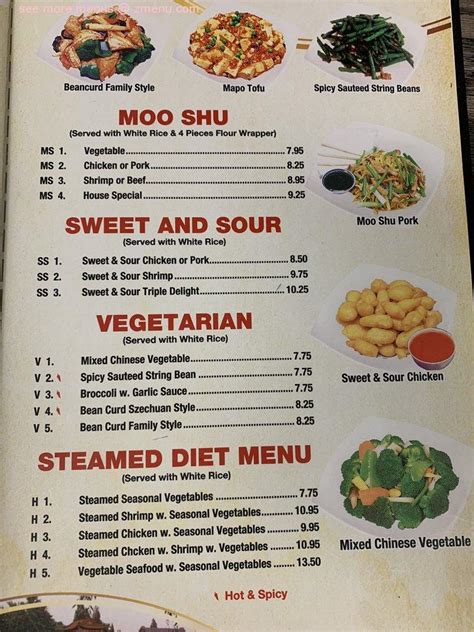 see more menus @ zmenu.com
Beancurd Family Style
Mapo Tofu
Spicy Sauteed String Beans
MOO SHU
(Served with White Rice & 4 Pieces Flour Wrapper)
MS 1. Vegetable 7.95
MS 2. Chicken or Pork 8.25
MS 3. Shrimp or Beef 8.95
MS 4. House Special 9.25
Moo Shu Pork
SWEET AND SOUR
(Served with White Rice)
SS 1. Sweet & Sour Chicken or Pork 8.50
SS 2. Sweet & Sour Shrimp 9.75
SS 3. Sweet & Sour Triple Delight 10.25
Sweet & Sour Chicken
VEGETARIAN
(Served with White Rice)
V 1. Mixed Chinese Vegetable 7.75
V 2. Spicy Sauteed String Bean 7.75
V 3. Broccoli w. Garlic Sauce 7.75
V 4. Bean Curd Szechuan Style 8.25
V 5. Bean Curd Family Style 8.25
STEAMED DIET MENU
(Served with White Rice)
H 1. Steamed Seasonal Vegetables 7.75
H 2. Steamed Shrimp w. Seasonal Vegetables 10.95
H 3. Steamed Chicken w. Seasonal Vegetables 9.95
H 4. Steamed Chcken w. Shrimp w. Vegetables 10.95
H 5. Vegetable Seafood w. Seasonal Vegetables 13.50
Mixed Chinese Vegetable
Hot & Spicy